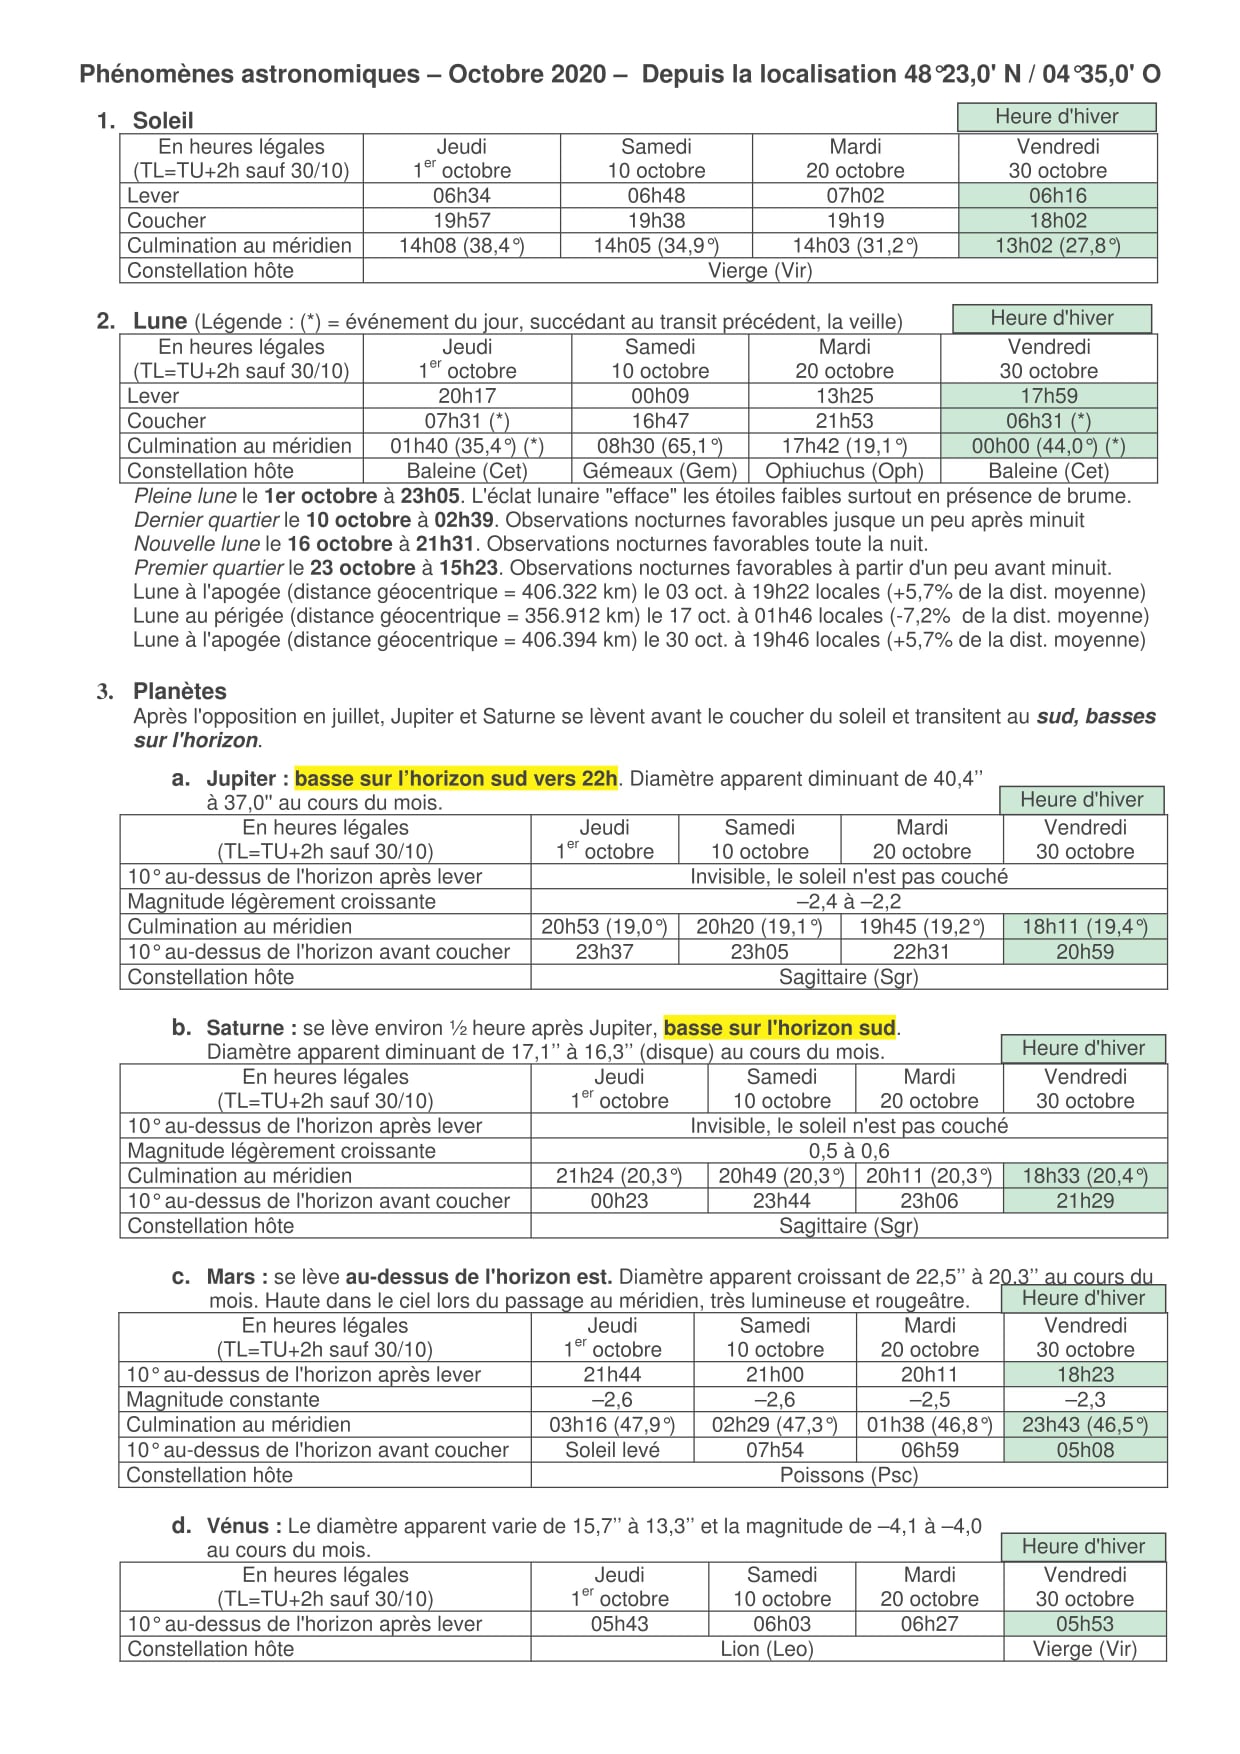 Phénomènes astronomiques – Octobre 2020 – Depuis la localisation 48°23,0' N / 04°35,0' O
1. Soleil
Heure d'hiver
En heures légales (TL=TU+2h sauf 30/10) Jeudi 1er octobre Samedi 10 octobre Mardi 20 octobre Vendredi 30 octobre
Lever 06h34 06h48 07h02 06h16
Coucher 19h57 19h38 19h19 18h02
Culmination au méridien 14h08 (38,4°) 14h05 (34,9°) 14h03 (31,2°) 13h02 (27,8°)
Constellation hôte Vierge (Vir)
2. Lune (Légende : (*) = événement du jour, succédant au transit précédent, la veille)
Heure d'hiver
En heures légales (TL=TU+2h sauf 30/10) Jeudi 1er octobre Samedi 10 octobre Mardi 20 octobre Vendredi 30 octobre
Lever 20h17 00h09 13h25 17h59
Coucher 07h31 (*) 16h47 21h53 06h31 (*)
Culmination au méridien 01h40 (35,4°) (*) 08h30 (65,1°) 17h42 (19,1°) 00h00 (44,0°) (*)
Constellation hôte Baleine (Cet) Gémeaux (Gem) Ophiuchus (Oph) Baleine (Cet)
Pleine lune le 1er octobre à 23h05. L'éclat lunaire "efface" les étoiles faibles surtout en présence de brume.
Dernier quartier le 10 octobre à 02h39. Observations nocturnes favorables jusque un peu après minuit
Nouvelle lune le 16 octobre à 21h31. Observations nocturnes favorables toute la nuit.
Premier quartier le 23 octobre à 15h23. Observations nocturnes favorables à partir d'un peu avant minuit.
Lune à l'apogée (distance géocentrique = 406.322 km) le 03 oct. à 19h22 locales (+5,7% de la dist. moyenne)
Lune au périgée (distance géocentrique = 356.912 km) le 17 oct. à 01h46 locales (-7,2% de la dist. moyenne)
Lune à l'apogée (distance géocentrique = 406.394 km) le 30 oct. à 19h46 locales (+5,7% de la dist. moyenne)
3. Planètes
Après l'opposition en juillet, Jupiter et Saturne se lèvent avant le coucher du soleil et transitent au sud, basses
sur l'horizon.
a. Jupiter : basse sur l’horizon sud vers 22h. Diamètre apparent diminuant de 40,4’’
à 37,0" au cours du mois.
Heure d'hiver
En heures légales (TL=TU+2h sauf 30/10) Jeudi 1er octobre Samedi 10 octobre Mardi 20 octobre Vendredi 30 octobre
10° au-dessus de l'horizon après lever Invisible, le soleil n'est pas couché
Magnitude légèrement croissante –2,4 à –2,2
Culmination au méridien 20h53 (19,0°) 20h20 (19,1°) 19h45 (19,2°) 18h11 (19,4°)
10° au-dessus de l'horizon avant coucher 23h37 23h05 22h31 20h59
Constellation hôte Sagittaire (Sgr)
b. Saturne : se lève environ ½ heure après Jupiter, basse sur l'horizon sud.
Diamètre apparent diminuant de 17,1’’ à 16,3’’ (disque) au cours du mois.
Heure d'hiver
En heures légales (TL=TU+2h sauf 30/10) Jeudi 1er octobre Samedi 10 octobre Mardi 20 octobre Vendredi 30 octobre
10° au-dessus de l'horizon après lever Invisible, le soleil n'est pas couché
Magnitude légèrement croissante 0,5 à 0,6
Culmination au méridien 21h24 (20,3°) 20h49 (20,3°) 20h11 (20,3°) 18h33 (20,4°)
10° au-dessus de l'horizon avant coucher 00h23 23h44 23h06 21h29
Constellation hôte Sagittaire (Sgr)
c. Mars : se lève au-dessus de l'horizon est. Diamètre apparent croissant de 22,5’’ à 20,3’’ au cours du
mois. Haute dans le ciel lors du passage au méridien, très lumineuse et rougeâtre.
Heure d'hiver
En heures légales (TL=TU+2h sauf 30/10) Jeudi 1er octobre Samedi 10 octobre Mardi 20 octobre Vendredi 30 octobre
10° au-dessus de l'horizon après lever 21h44 21h00 20h11 18h23
Magnitude constante –2,6 –2,6 –2,5 –2,3
Culmination au méridien 03h16 (47,9°) 02h29 (47,3°) 01h38 (46,8°) 23h43 (46,5°)
10° au-dessus de l'horizon avant coucher Soleil levé 07h54 06h59 05h08
Constellation hôte Poissons (Psc)
d. Vénus : Le diamètre apparent varie de 15,7’’ à 13,3’’ et la magnitude de –4,1 à –4,0
au cours du mois.
Heure d'hiver
En heures légales (TL=TU+2h sauf 30/10) Jeudi 1er octobre Samedi 10 octobre Mardi 20 octobre Vendredi 30 octobre
10° au-dessus de l'horizon après lever 05h43 06h03 06h27 05h53
Constellation hôte Lion (Leo) Vierge (Vir)